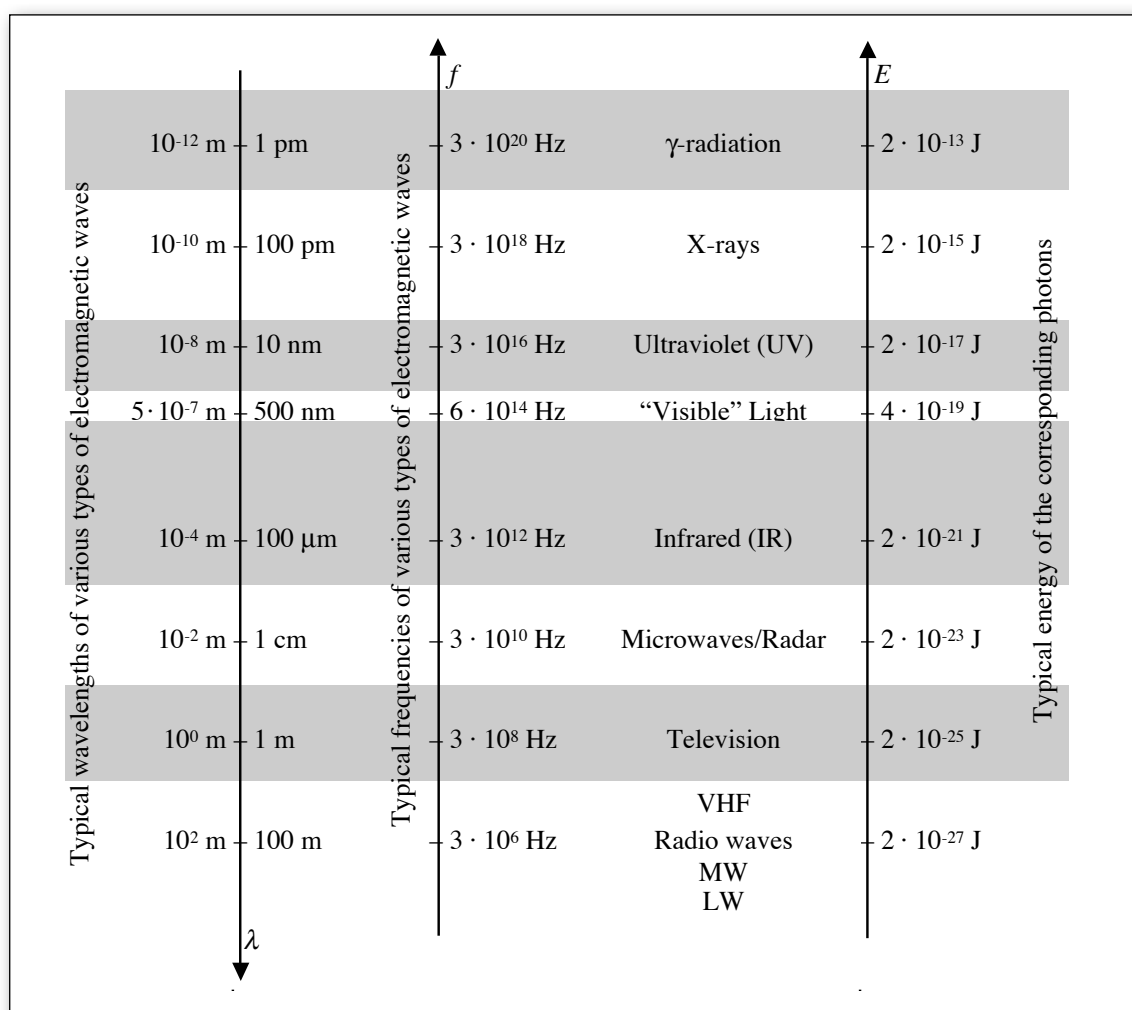 f
E
10⁻¹² m 1 pm 3 · 10²⁰ Hz γ-radiation 2 · 10⁻¹³ J
10⁻¹⁰ m 100 pm 3 · 10¹⁸ Hz X-rays 2 · 10⁻¹⁵ J
10⁻⁸ m 10 nm 3 · 10¹⁶ Hz Ultraviolet (UV) 2 · 10⁻¹⁷ J
5 · 10⁻⁷ m 500 nm 6 · 10¹⁴ Hz “Visible” Light 4 · 10⁻¹⁹ J
10⁻⁴ m 100 μm 3 · 10¹² Hz Infrared (IR) 2 · 10⁻²¹ J
10⁻² m 1 cm 3 · 10¹⁰ Hz Microwaves/Radar 2 · 10⁻²³ J
10⁰ m 1 m 3 · 10⁸ Hz Television 2 · 10⁻²⁵ J
VHF
10² m 100 m 3 · 10⁶ Hz Radio waves 2 · 10⁻²⁷ J
MW
LW
λ
Typical wavelengths of various types of electromagnetic waves
Typical frequencies of various types of electromagnetic waves
Typical energy of the corresponding photons